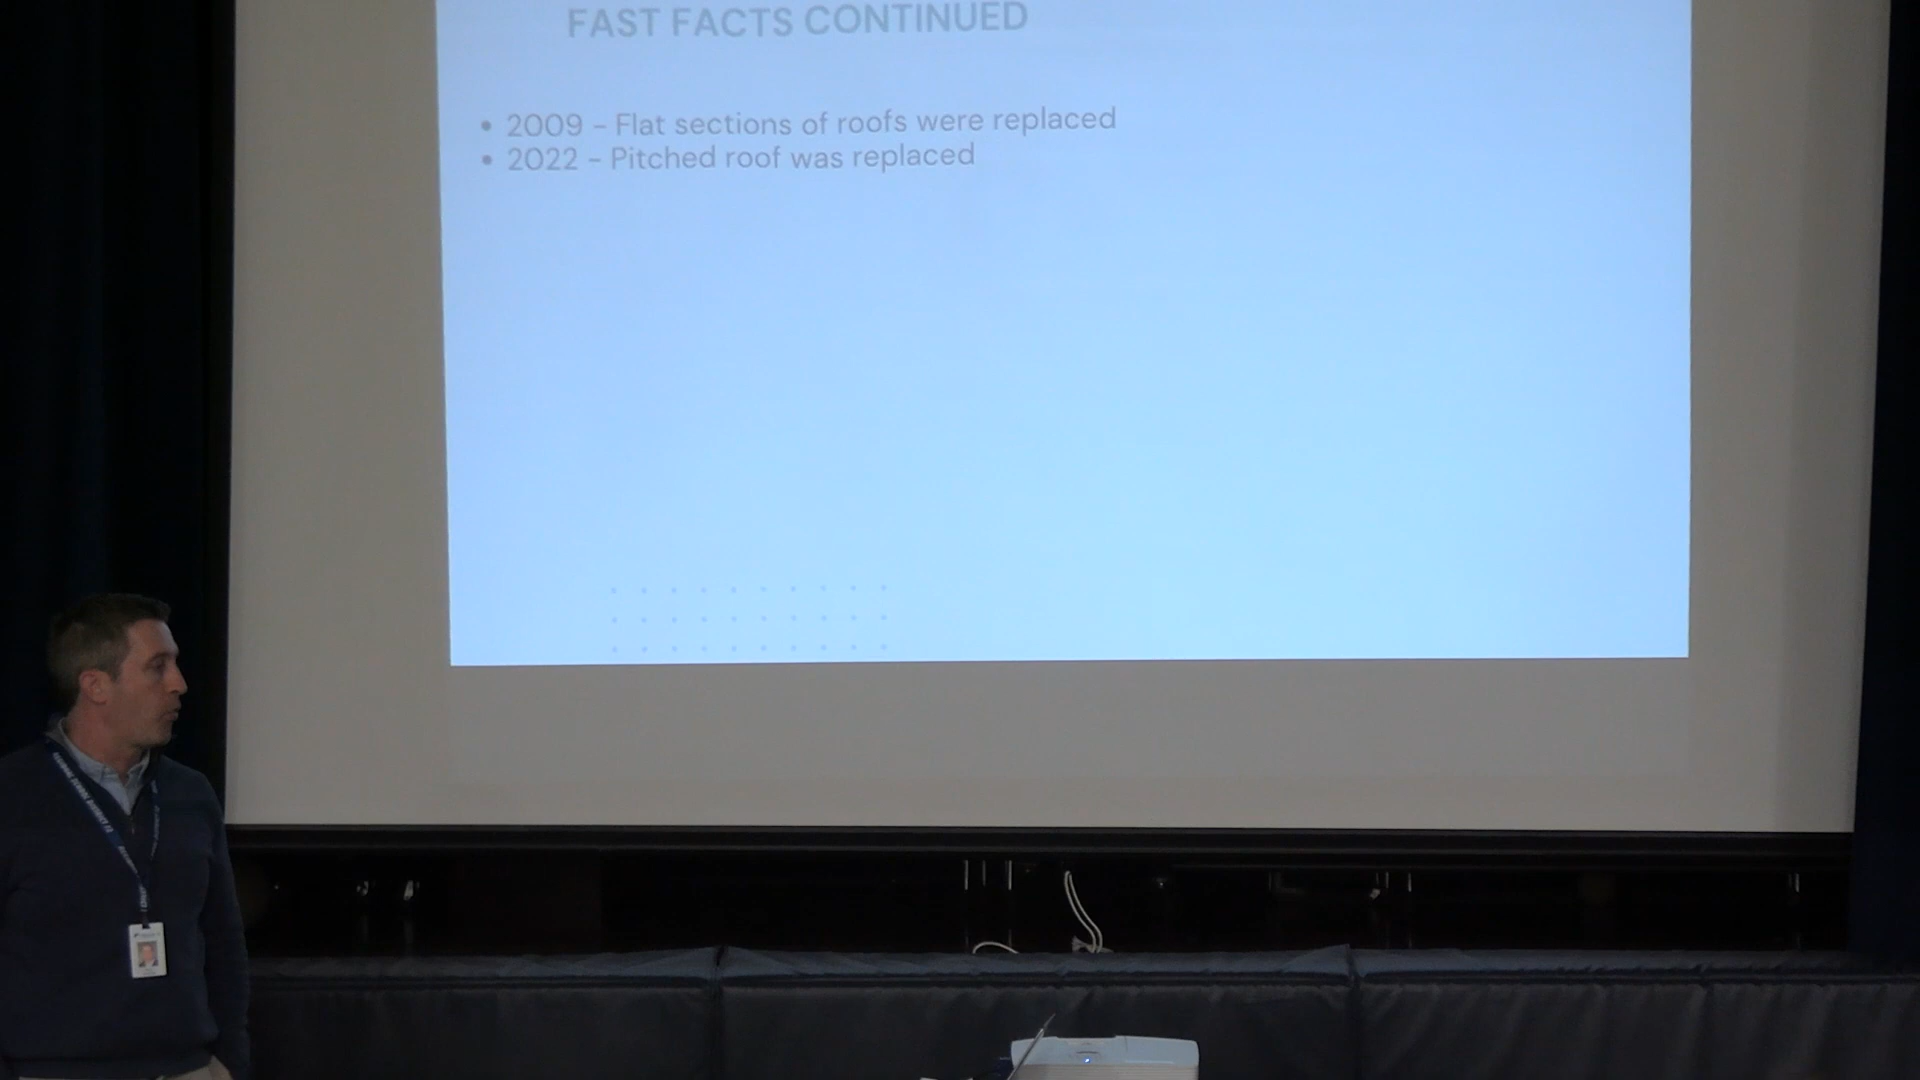 FAST FACTS CONTINUED
• 2009 – Flat sections of roofs were replaced
• 2022 – Pitched roof was replaced